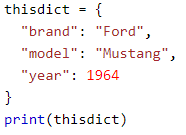 thisdict = {
  "brand": "Ford",
  "model": "Mustang",
  "year": 1964
}
print(thisdict)